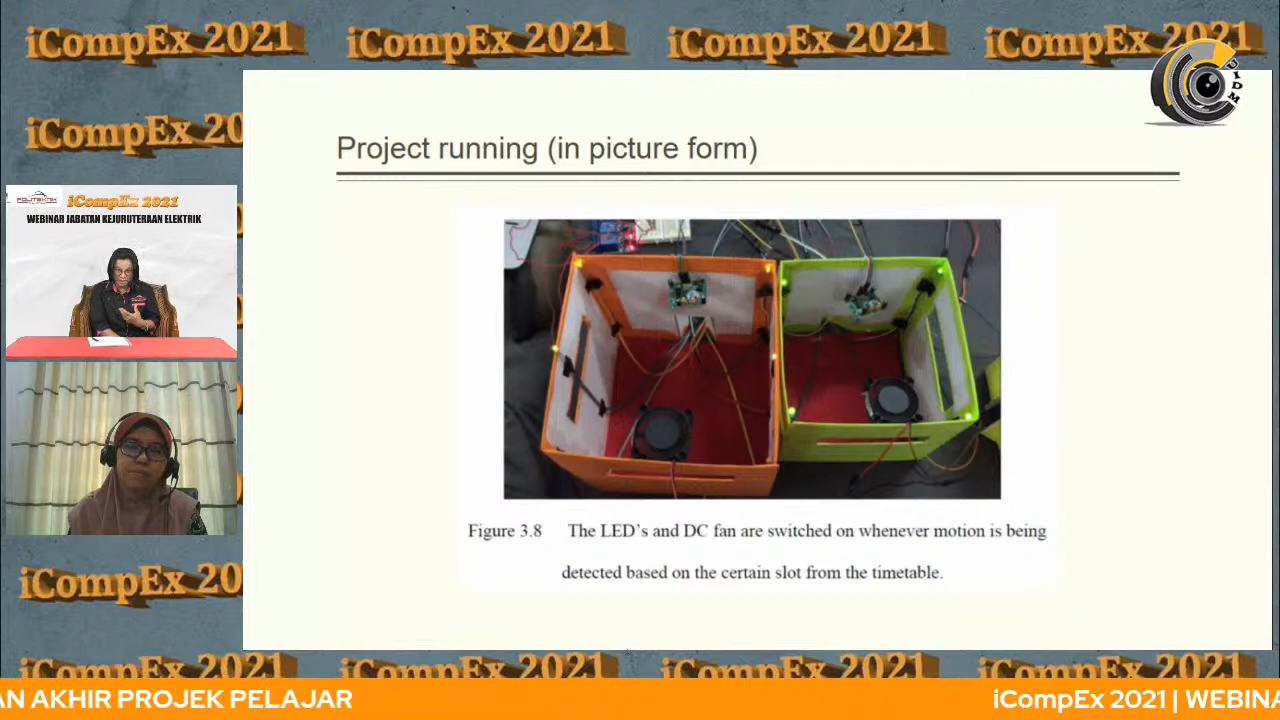 iCompEx 2021 iCompEx 2021 iCompEx 2021 iCompEx 2021
UIDM
iCompEx 20
Project running (in picture form)
POLITEKNIK
iCompEx 2021
WEBINAR JABATAN KEJURUTERAAN ELEKTRIK
Figure 3.8 The LED's and DC fan are switched on whenever motion is being
detected based on the certain slot from the timetable.
iCompEx 20
iCompEx 2021 iCompEx 2021 iCompEx 2021 iCompEx 2021
AN AKHIR PROJEK PELAJAR iCompEx 2021 | WEBINA